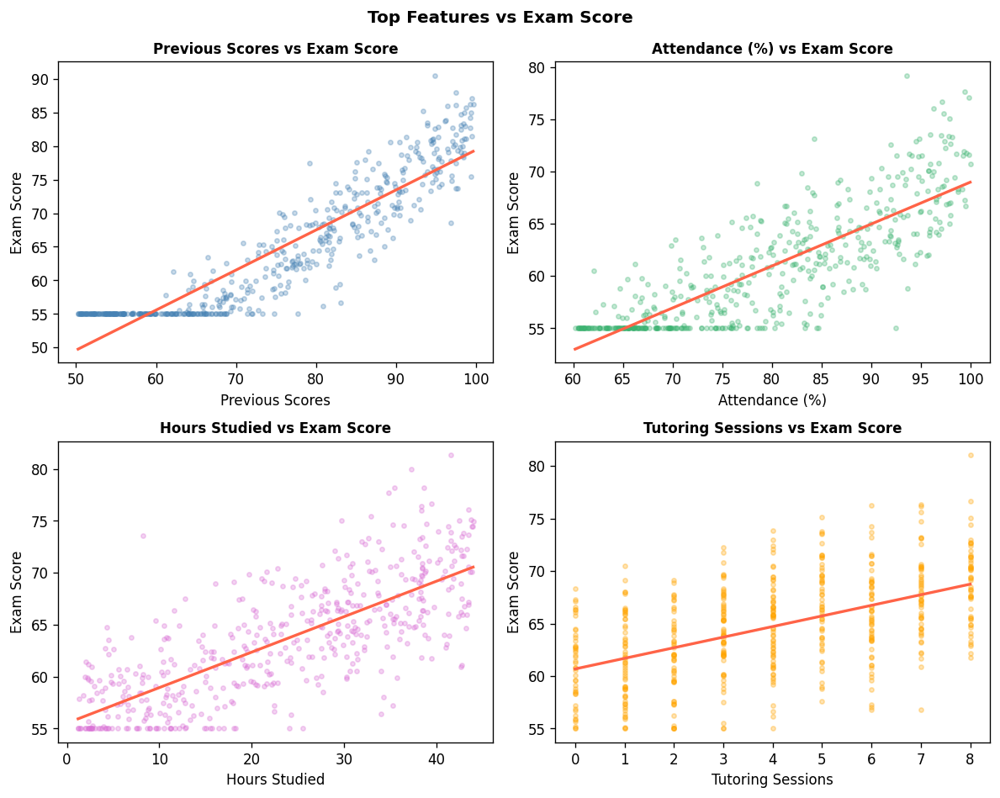 Top Features vs Exam Score
Previous Scores vs Exam Score
Exam Score
90
85
80
75
70
65
60
55
50
50 60 70 80 90 100
Previous Scores
Attendance (%) vs Exam Score
Exam Score
80
75
70
65
60
55
60 65 70 75 80 85 90 95 100
Attendance (%)
Hours Studied vs Exam Score
Exam Score
80
75
70
65
60
55
0 10 20 30 40
Hours Studied
Tutoring Sessions vs Exam Score
Exam Score
80
75
70
65
60
55
0 1 2 3 4 5 6 7 8
Tutoring Sessions